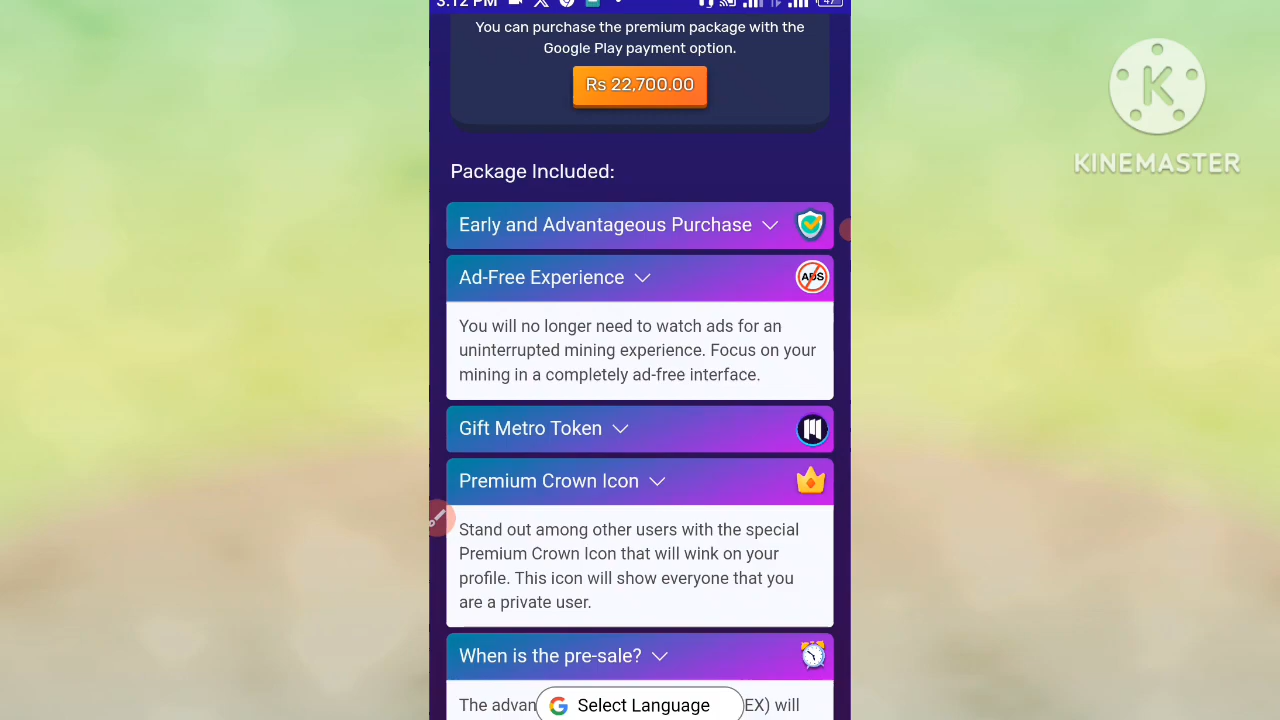 3:12 PM
You can purchase the premium package with the
Google Play payment option.
Rs 22,700.00
KINEMASTER
Package Included:
Early and Advantageous Purchase
Ad-Free Experience
ADS
You will no longer need to watch ads for an
uninterrupted mining experience. Focus on your
mining in a completely ad-free interface.
Gift Metro Token
Premium Crown Icon
Stand out among other users with the special
Premium Crown Icon that will wink on your
profile. This icon will show everyone that you
are a private user.
When is the pre-sale?
The advan
EX) will
Select Language